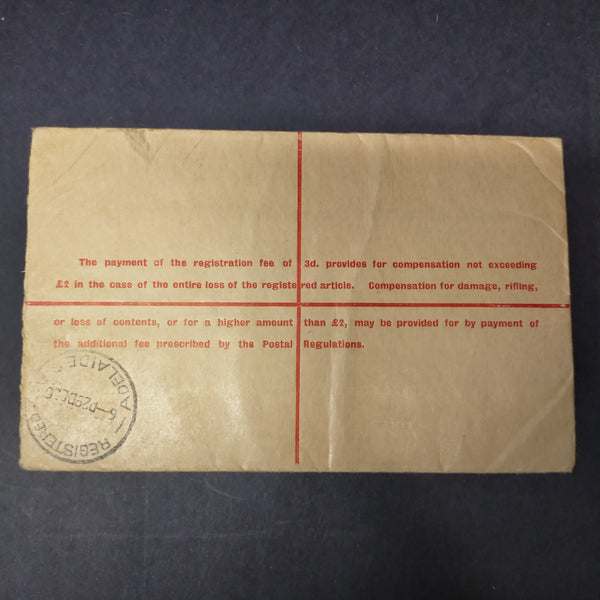 The payment of the registration fee of 3d. provides for compensation not exceeding
£2 in the case of the entire loss of the registered article. Compensation for damage, rifling,
or loss of contents, or for a higher amount than £2, may be provided for by payment of
the additional fee prescribed by the Postal Regulations.
ADELAIDE
REGISTERED